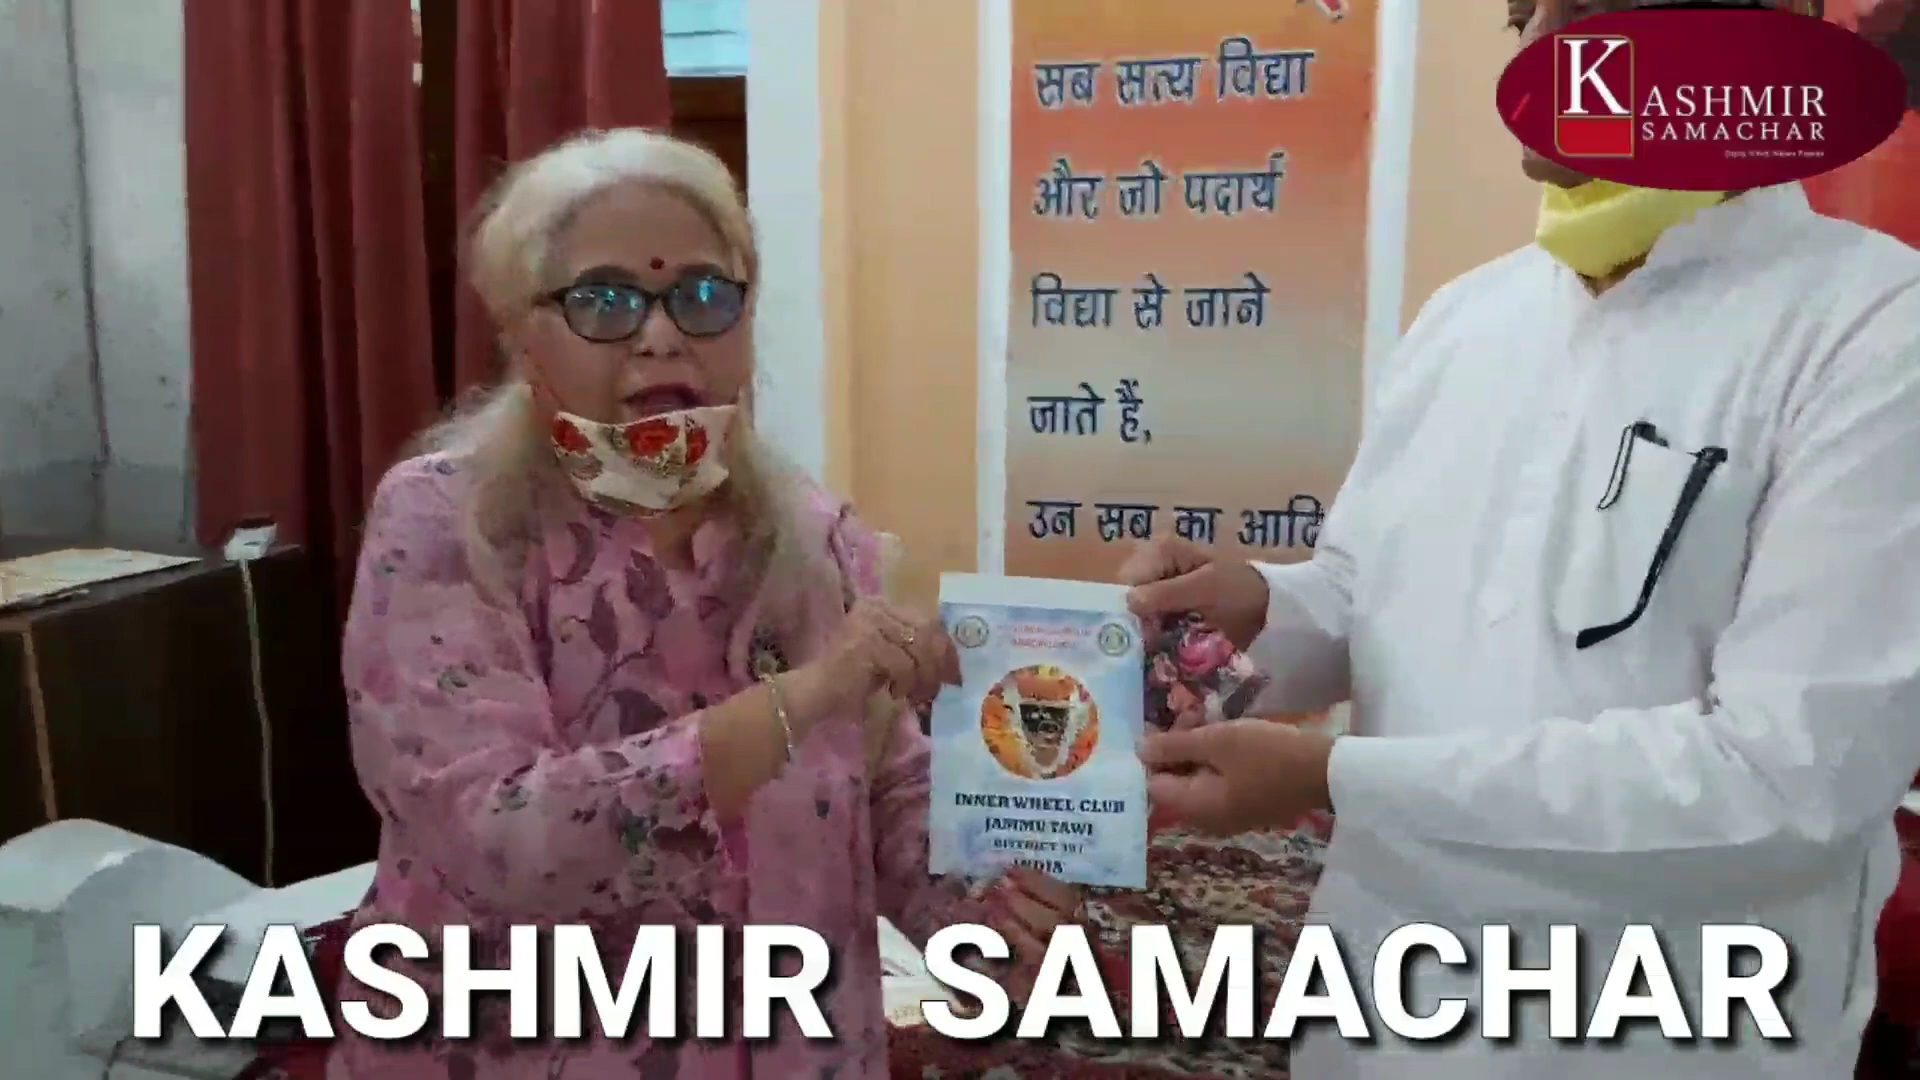 सब सत्य विद्या
और जो पदार्थ
विद्या से जाने
जाते हैं,
उन सब का आदि
KASHMIR
SAMACHAR
INNER WHEEL CLUB
JAMMU TAWI
INDIA
KASHMIR SAMACHAR